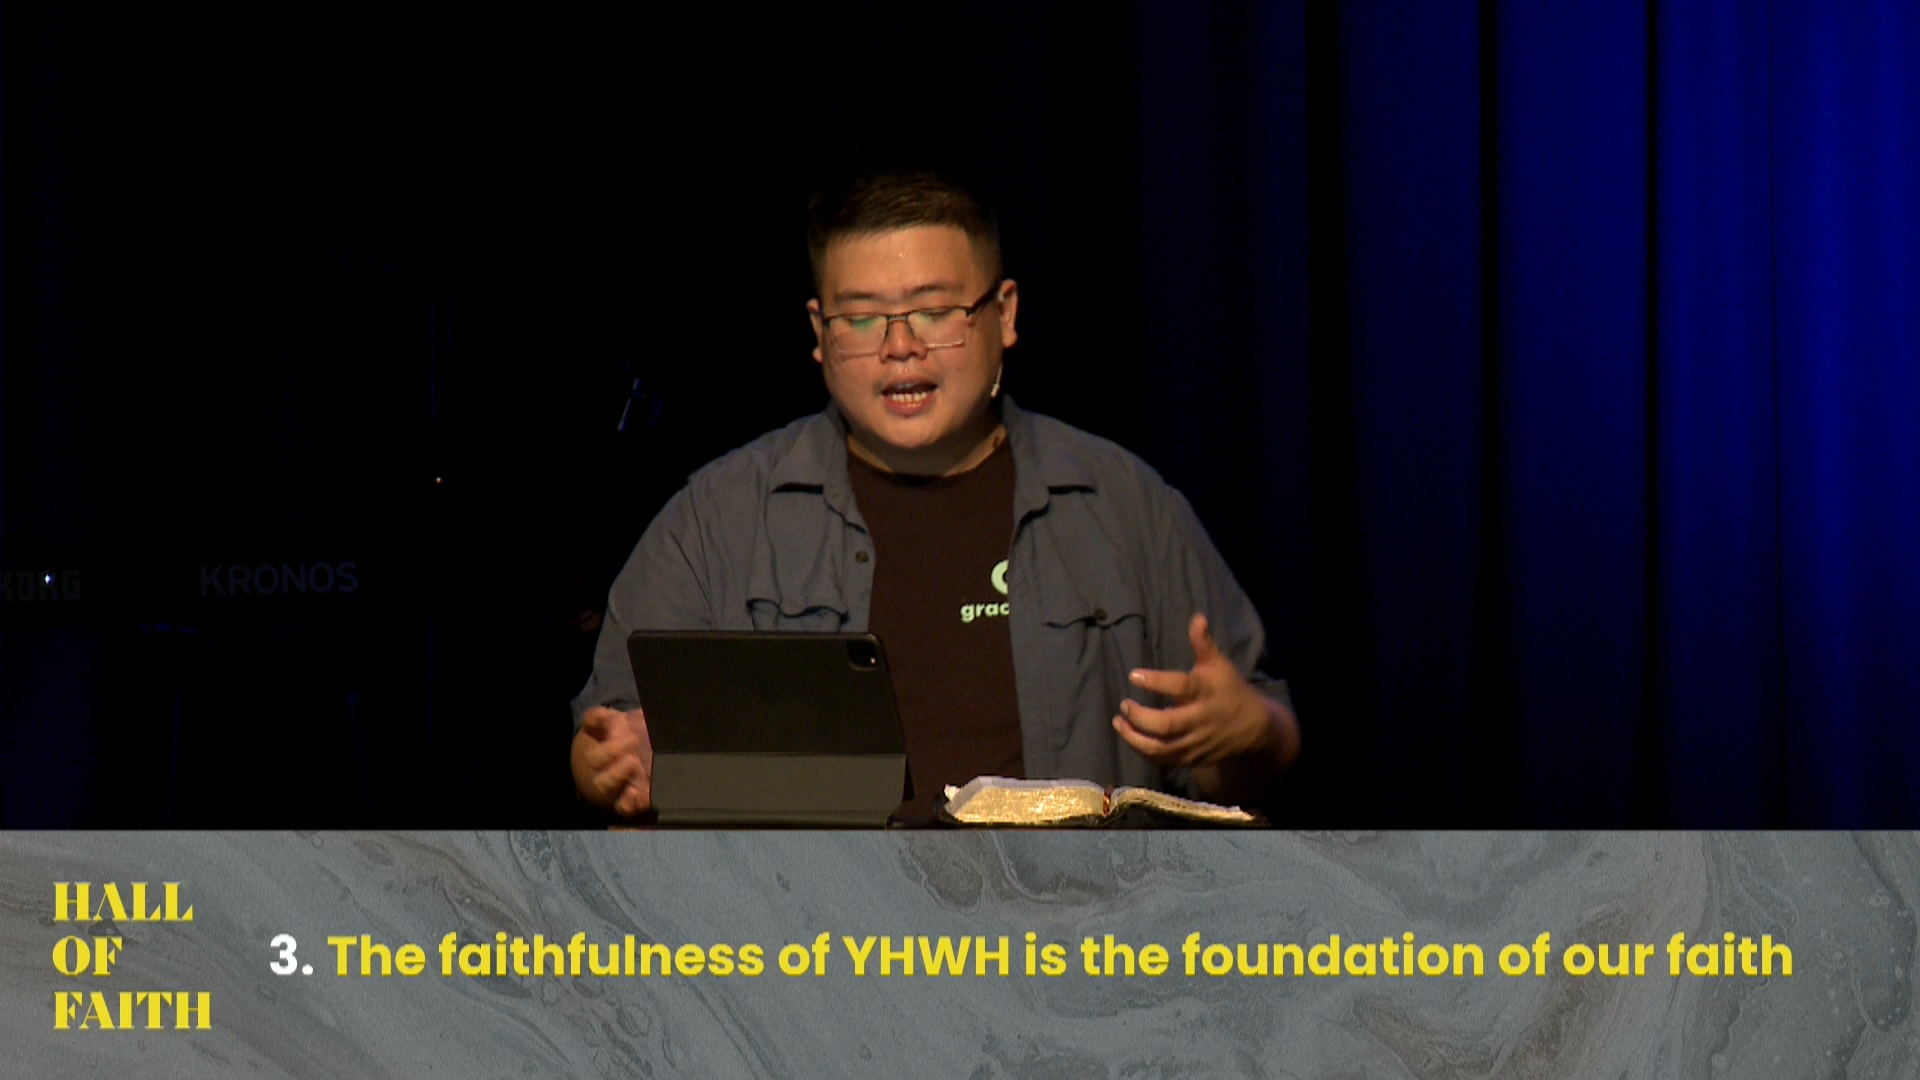 KORG
KRONOS
grac
HALL
OF
FAITH
3. The faithfulness of YHWH is the foundation of our faith